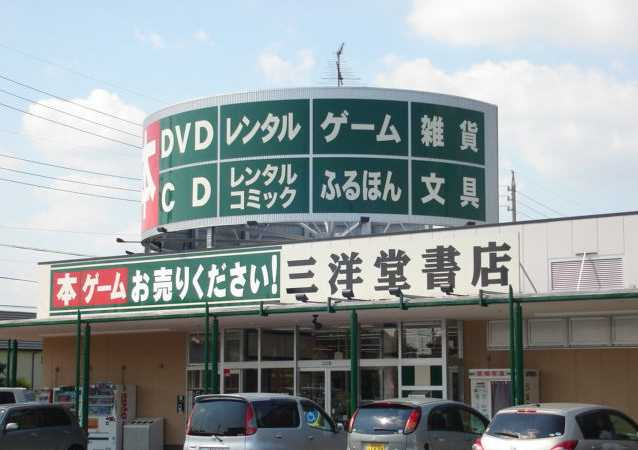 本
DVD レンタル ゲーム 雑貨
CD レンタルコミック ふるほん 文具
本 ゲーム お売りください! 三洋堂書店